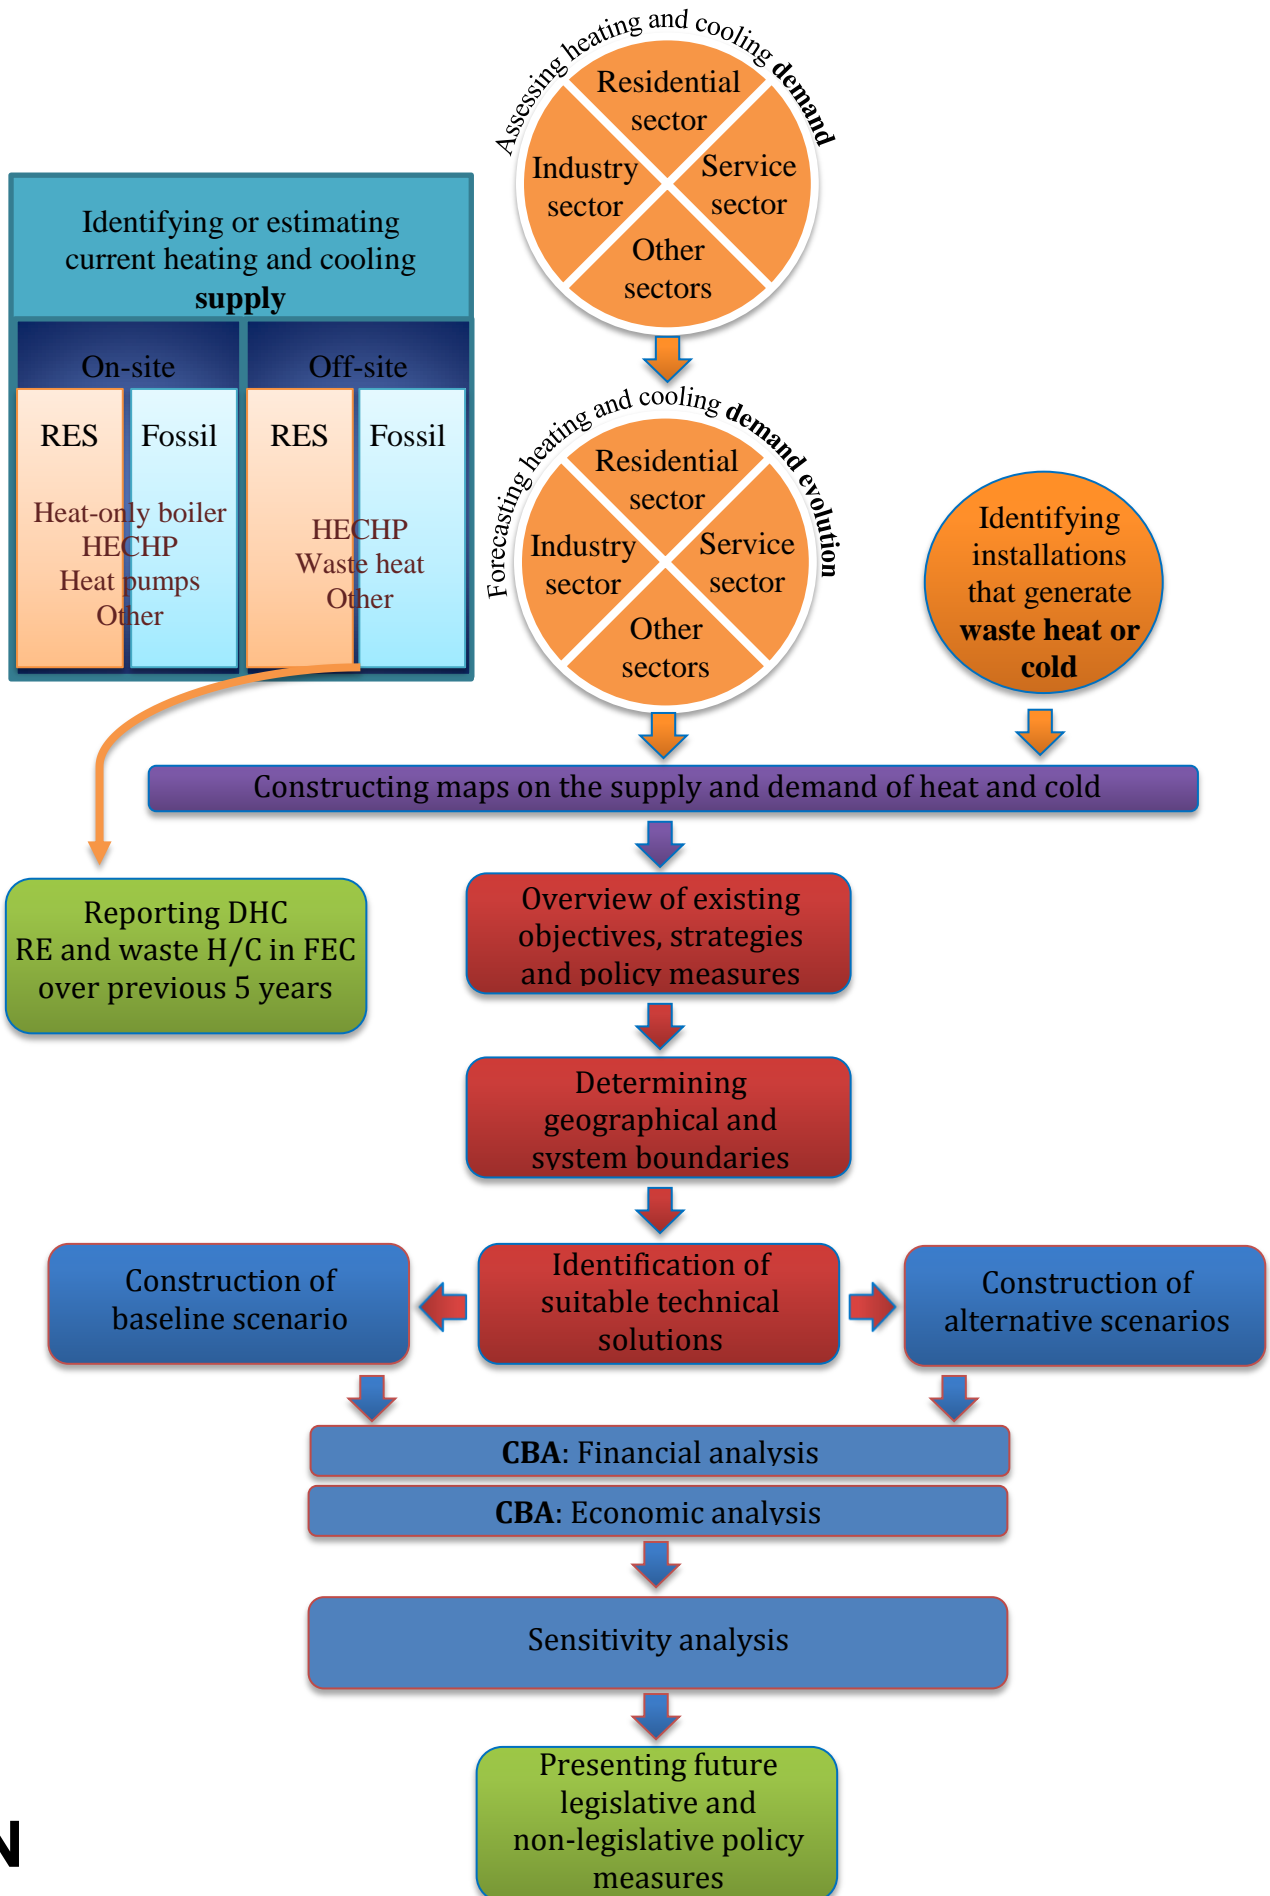 Assessing heating and cooling demand
Residential
sector
Industry
sector
Service
sector
Other
sectors
Identifying or estimating
current heating and cooling
supply
On-site
Off-site
RES
Fossil
RES
Fossil
Heat-only boiler
HECHP
Heat pumps
Other
HECHP
Waste heat
Other
Forecasting heating and cooling demand evolution
Residential
sector
Industry
sector
Service
sector
Other
sectors
Identifying
installations
that generate
waste heat or
cold
Constructing maps on the supply and demand of heat and cold
Reporting DHC
RE and waste H/C in FEC
over previous 5 years
Overview of existing
objectives, strategies
and policy measures
Determining
geographical and
system boundaries
Construction of
baseline scenario
Identification of
suitable technical
solutions
Construction of
alternative scenarios
CBA: Financial analysis
CBA: Economic analysis
Sensitivity analysis
Presenting future
legislative and
non-legislative policy
measures
N